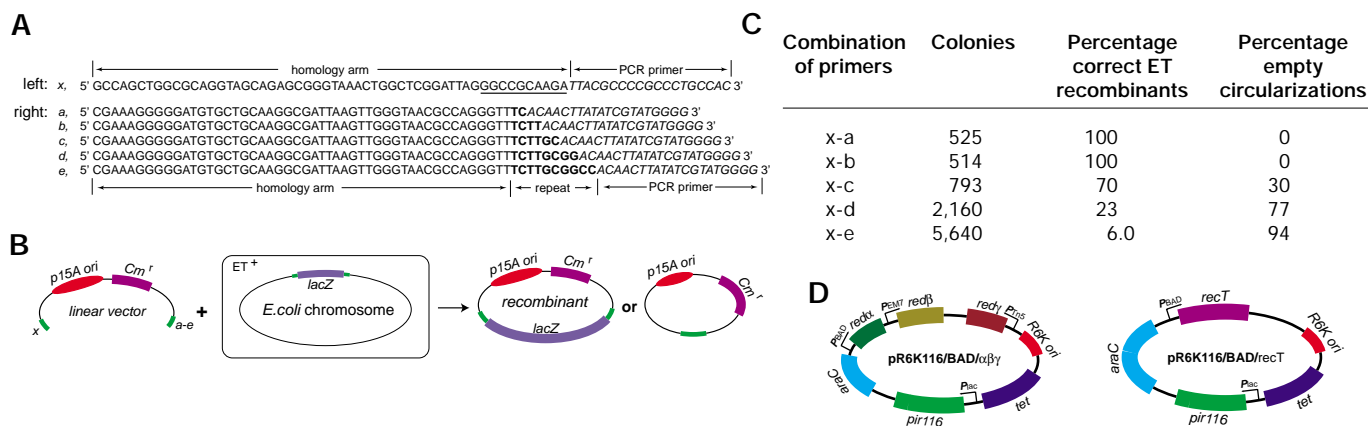 A
homology arm PCR primer
left: x, 5' GCCAGCTGGCGCAGGTAGCAGAGCGGGTAAACTGGCTCGGATTAGGGCCGCAAGATTACGCCCCGCCCTGCCAC 3'
right: a, 5' CGAAAGGGGGATGTGCTGCAAGGCGATTAAGTTGGGTAACGCCAGGGTTTCACAACTTATATCGTATGGGG 3'
b, 5' CGAAAGGGGGATGTGCTGCAAGGCGATTAAGTTGGGTAACGCCAGGGTTTCTTACAACTTATATCGTATGGGG 3'
c, 5' CGAAAGGGGGATGTGCTGCAAGGCGATTAAGTTGGGTAACGCCAGGGTTTCTTGCACAACTTATATCGTATGGGG 3'
d, 5' CGAAAGGGGGATGTGCTGCAAGGCGATTAAGTTGGGTAACGCCAGGGTTTCTTGCGGACAACTTATATCGTATGGGG 3'
e, 5' CGAAAGGGGGATGTGCTGCAAGGCGATTAAGTTGGGTAACGCCAGGGTTTCTTGCGGCCACAACTTATATCGTATGGGG 3'
homology arm repeat PCR primer
B
p15A ori Cm r
linear vector
x a-e
+
ET +
lacZ
E.coli chromosome
p15A ori Cm r
recombinant
lacZ
or
p15A ori
Cm r
C
Combination of primers Colonies Percentage correct ET recombinants Percentage empty circularizations
x-a 525 100 0
x-b 514 100 0
x-c 793 70 30
x-d 2,160 23 77
x-e 5,640 6.0 94
D
PBAD redα PEM7 redβ redγ PTn5 R6K ori
pR6K116/BAD/αβγ
araC pir116 Plac tet
PBAD recT R6K ori
pR6K116/BAD/recT
araC pir116 Plac tet